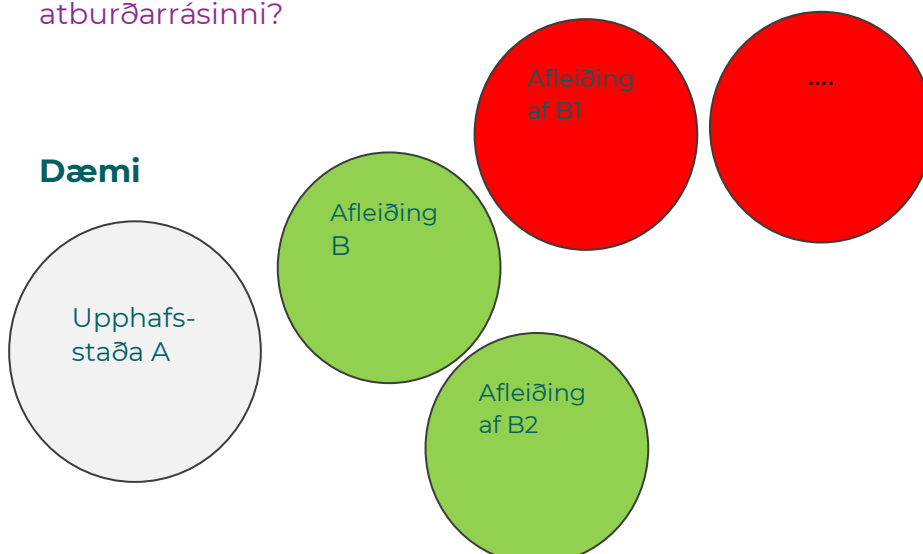 atburðarrásinni?
Afleiðing
af B1
....
Dæmi
Afleiðing
B
Upphafs-
staða A
Afleiðing
af B2